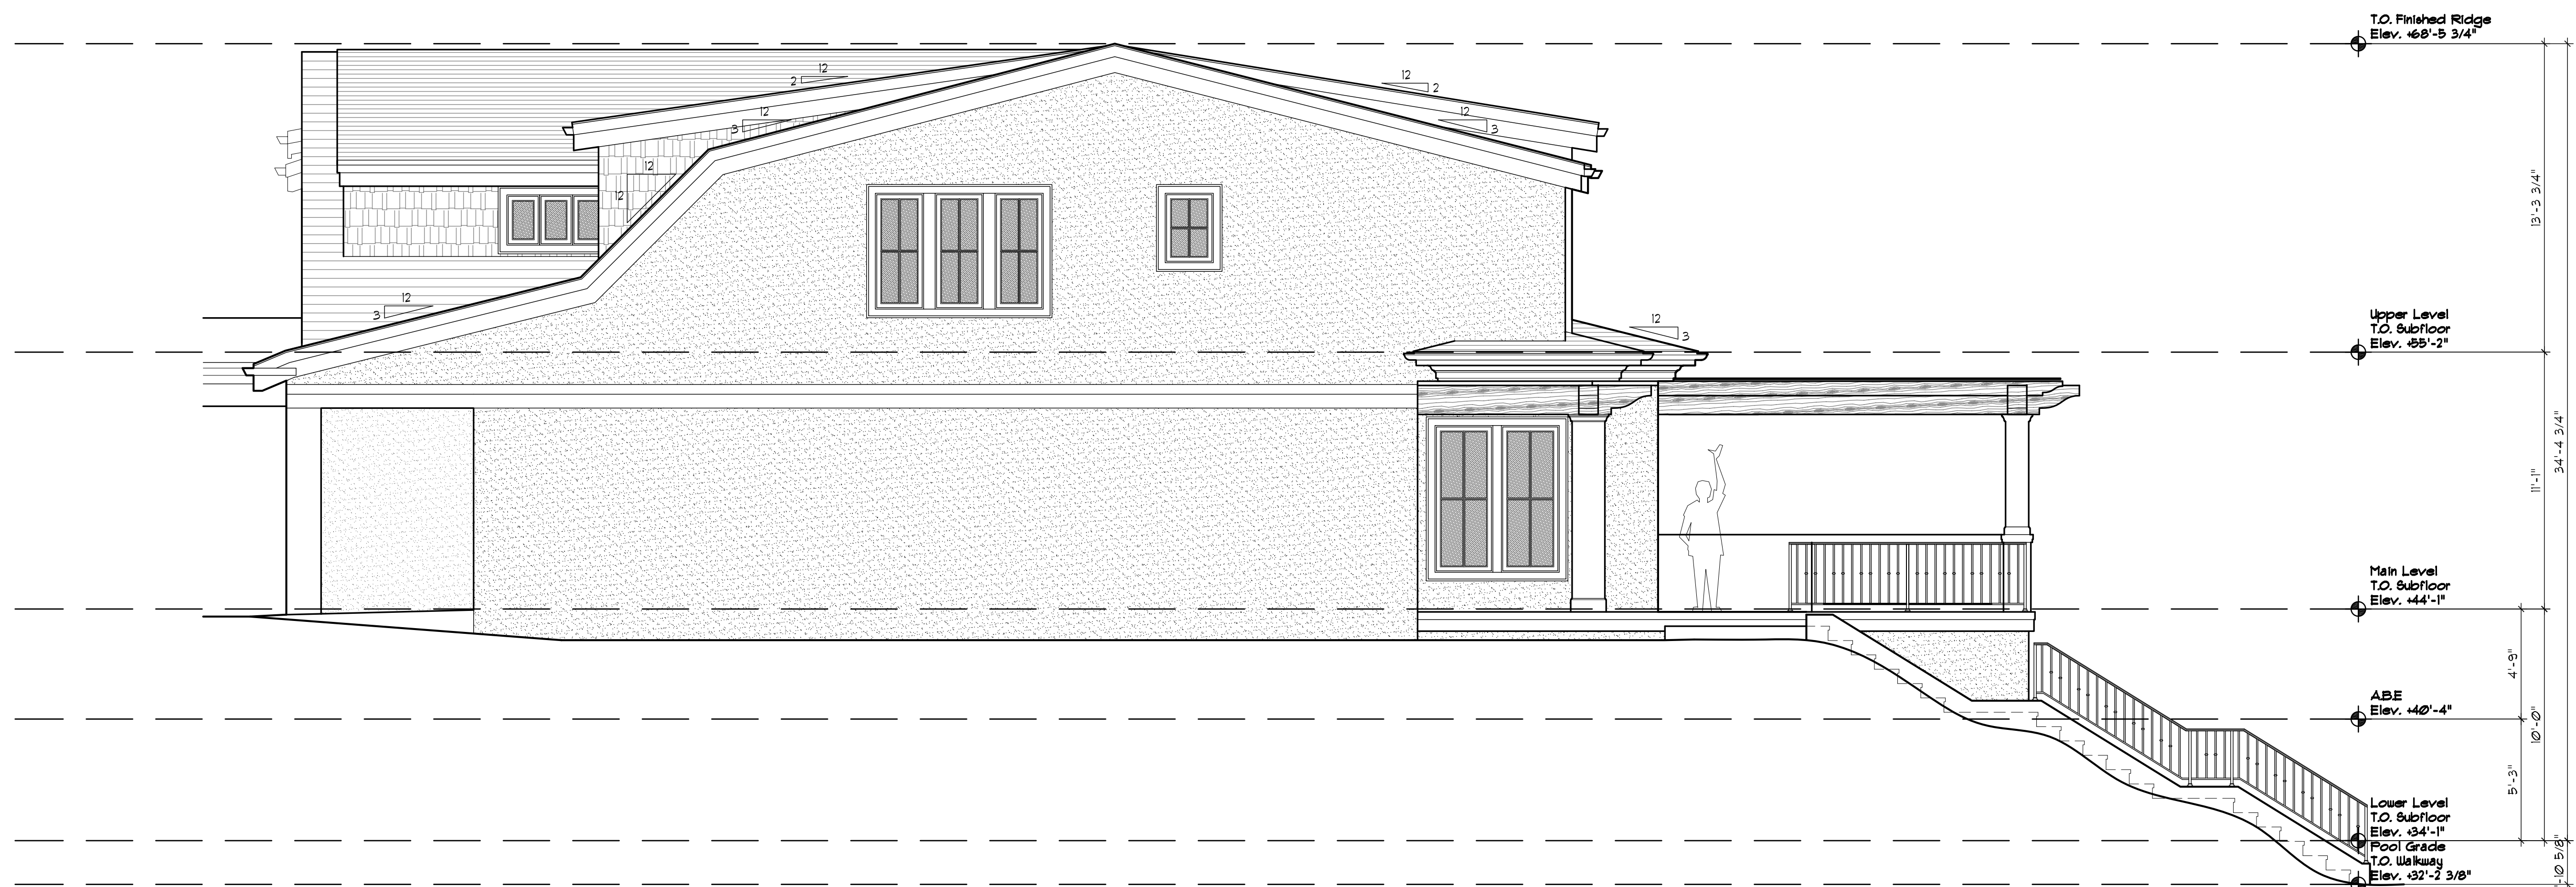 T.O. Finished Ridge
Elev. +68'-5 3/4"
12
2
12
2
12
3
12
3
12
12
13'-3 3/4"
12
3
Upper Level
T.O. Subfloor
Elev. +55'-2"
12
3
34'-4 3/4"
11'-1"
Main Level
T.O. Subfloor
Elev. +44'-1"
4'-9"
A.B.E
Elev. +40'-4"
10'-0"
5'-3"
Lower Level
T.O. Subfloor
Elev. +34'-1"
Pool Grade
T.O. Walkway
Elev. +32'-2 3/8"
'-10 5/8"